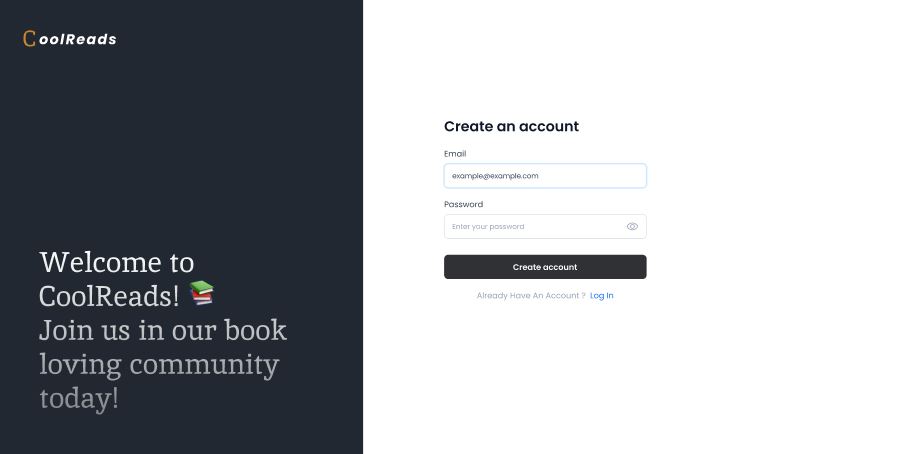 CoolReads
Welcome to
CoolReads! 📚
Join us in our book
loving community
today!
Create an account
Email
example@example.com
Password
Enter your password
Create account
Already Have An Account ? Log In